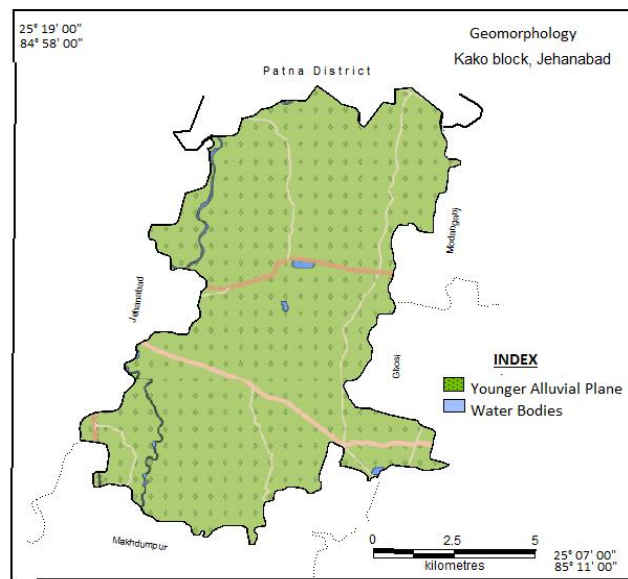 25° 19' 00"
84° 58' 00"
Geomorphology
Kako block, Jehanabad
Patna District
Modanganj
Jehanabad
Ghosi
INDEX
Younger Alluvial Plane
Water Bodies
Makhdumpur
0 2.5 5
kilometres
25° 07' 00"
85° 11' 00"